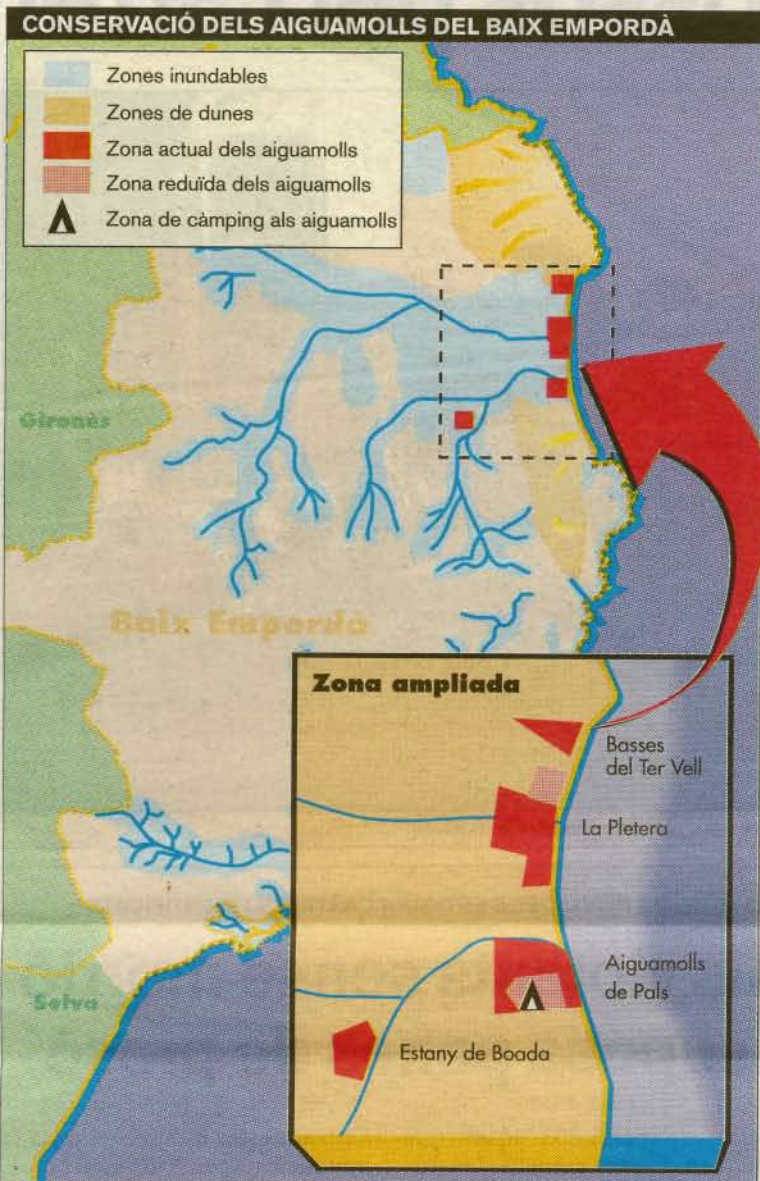 CONSERVACIÓ DELS AIGUAMOLLS DEL BAIX EMPORDÀ
Zones inundables
Zones de dunes
Zona actual dels aiguamolls
Zona reduïda dels aiguamolls
Zona de càmping als aiguamolls
Gironès
Baix Empordà
Zona ampliada
Basses
del Ter Vell
La Pletera
Aiguamolls
de Pals
Selva
Estany de Boada